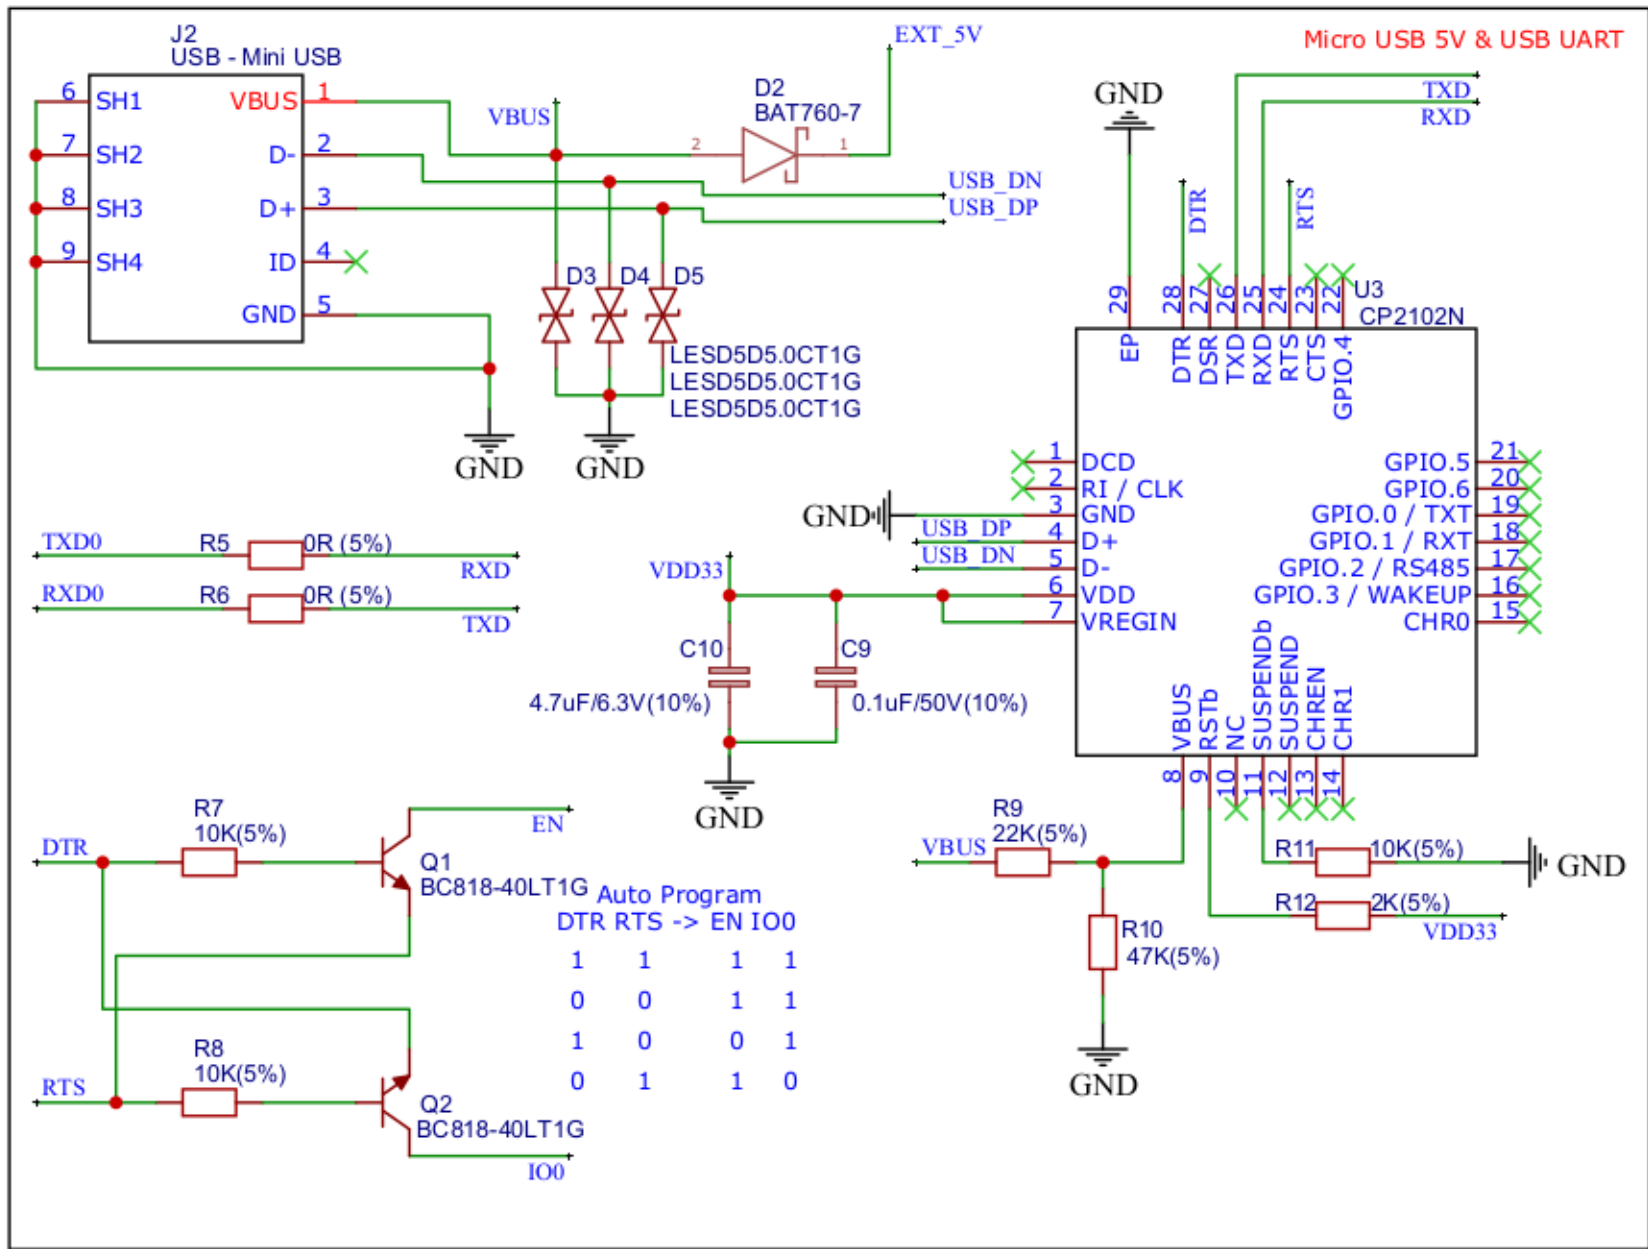 Micro USB 5V & USB UART
J2
USB - Mini USB
6 SH1 VBUS 1
7 SH2 D- 2
8 SH3 D+ 3
9 SH4 ID 4
GND 5
VBUS
D2
BAT760-7
2 1
EXT_5V
USB_DN
USB_DP
D3 D4 D5
LESD5D5.0CT1G
LESD5D5.0CT1G
LESD5D5.0CT1G
GND
GND
GND
TXD
RXD
DTR
RTS
U3
CP2102N
29 28 27 26 25 24 23 22
EP DTR DSR TXD RXD RTS CTS GPIO.4
1 DCD
2 RI / CLK
GND 3 GND
USB_DP 4 D+
USB_DN 5 D-
6 VDD
7 VREGIN
GPIO.5 21
GPIO.6 20
GPIO.0 / TXT 19
GPIO.1 / RXT 18
GPIO.2 / RS485 17
GPIO.3 / WAKEUP 16
CHR0 15
VBUS RSTb NC SUSPENDb SUSPEND CHREN CHR1
8 9 10 11 12 13 14
TXD0 R5 0R (5%) RXD
RXD0 R6 0R (5%) TXD
VDD33
C10
4.7uF/6.3V(10%)
C9
0.1uF/50V(10%)
GND
DTR
R7
10K(5%)
EN
Q1
BC818-40LT1G
RTS
R8
10K(5%)
Q2
BC818-40LT1G
IO0
Auto Program
DTR RTS -> EN IO0
1 1 1 1
0 0 1 1
1 0 0 1
0 1 1 0
VBUS
R9
22K(5%)
R10
47K(5%)
GND
R11 10K(5%) GND
R12 2K(5%)
VDD33